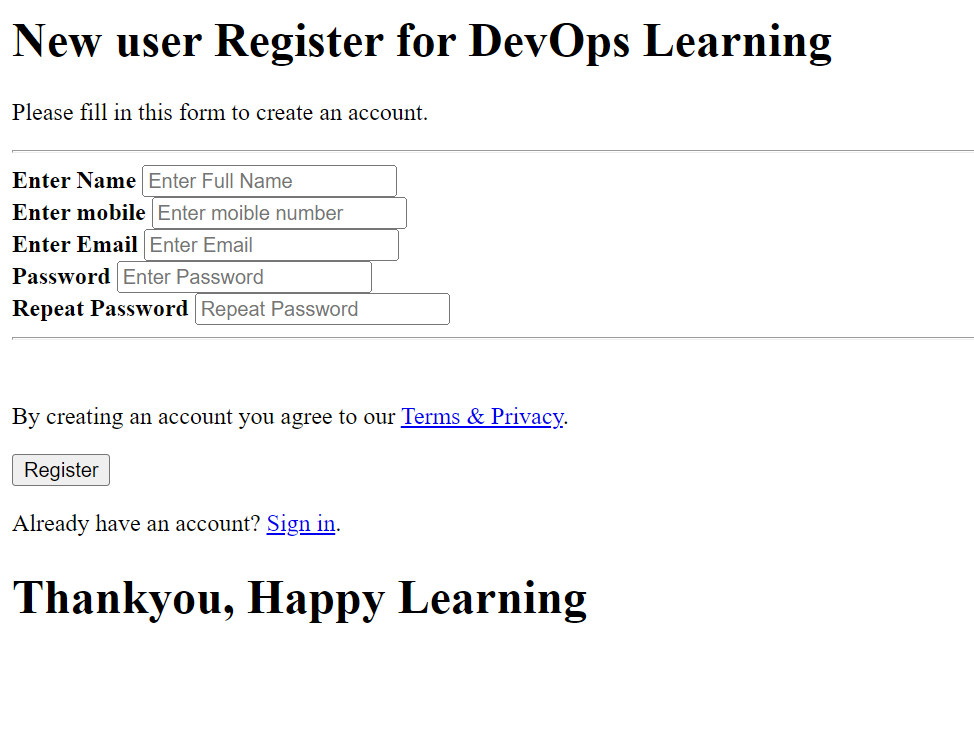 New user Register for DevOps Learning
Please fill in this form to create an account.
Enter Name Enter Full Name
Enter mobile Enter moible number
Enter Email Enter Email
Password Enter Password
Repeat Password Repeat Password
By creating an account you agree to our Terms & Privacy.
Register
Already have an account? Sign in.
Thankyou, Happy Learning